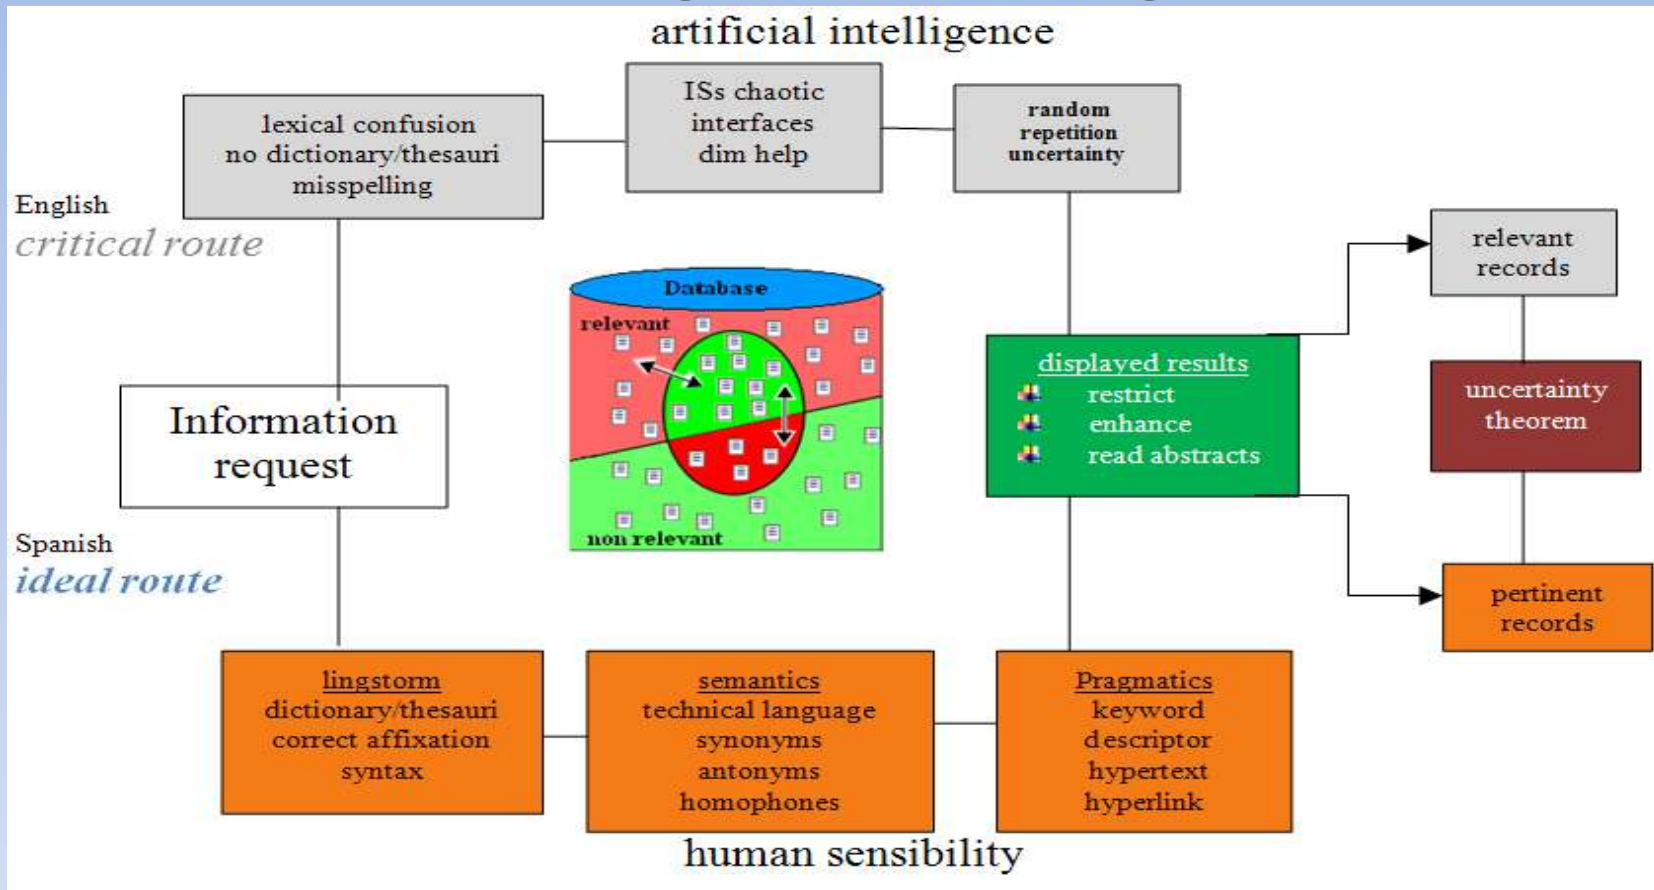 artificial intelligence
lexical confusion
no dictionary/thesauri
misspelling
ISs chaotic
interfaces
dim help
random
repetition
uncertainty
English
critical route
relevant
records
Database
relevant
non relevant
Information
request
displayed results
restrict
enhance
read abstracts
uncertainty
theorem
Spanish
ideal route
pertinent
records
lingstorm
dictionary/thesauri
correct affixation
syntax
semantics
technical language
synonyms
antonyms
homophones
Pragmatics
keyword
descriptor
hypertext
hyperlink
human sensibility